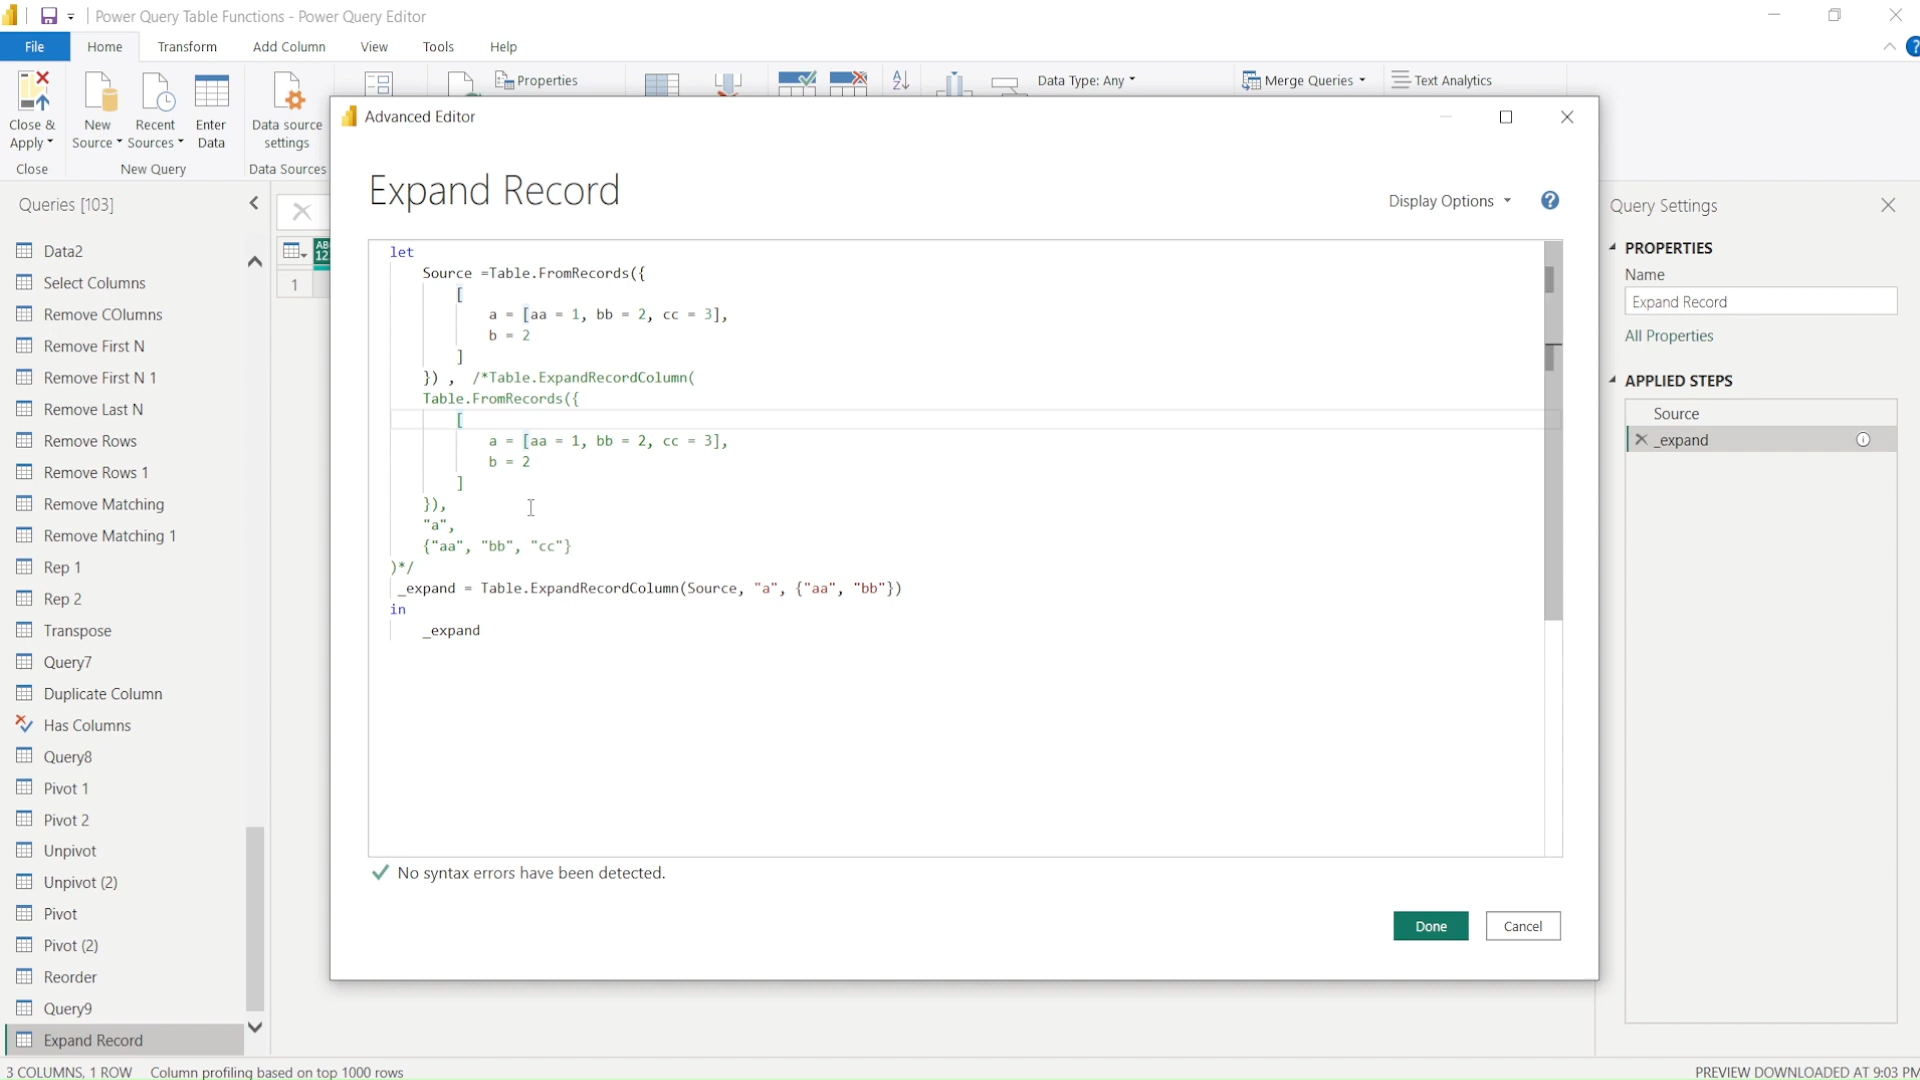 Power Query Table Functions - Power Query Editor
File Home Transform Add Column View Tools Help
Close & Apply
Close
New Source
Recent Sources
Enter Data
New Query
Data source settings
Data Sources
Properties
A Z
Data Type: Any
Merge Queries
Text Analytics
Queries [103]
Data2
Select Columns
Remove COlumns
Remove First N
Remove First N 1
Remove Last N
Remove Rows
Remove Rows 1
Remove Matching
Remove Matching 1
Rep 1
Rep 2
Transpose
Query7
Duplicate Column
Has Columns
Query8
Pivot 1
Pivot 2
Unpivot
Unpivot (2)
Pivot
Pivot (2)
Reorder
Query9
Expand Record
1
Advanced Editor
Expand Record
Display Options
let
Source =Table.FromRecords({
[
a = [aa = 1, bb = 2, cc = 3],
b = 2
]
}) , /*Table.ExpandRecordColumn(
Table.FromRecords({
[
a = [aa = 1, bb = 2, cc = 3],
b = 2
]
}),
"a",
{"aa", "bb", "cc"}
)*/
_expand = Table.ExpandRecordColumn(Source, "a", {"aa", "bb"})
in
_expand
No syntax errors have been detected.
Done Cancel
Query Settings
PROPERTIES
Name
Expand Record
All Properties
APPLIED STEPS
Source
_expand
3 COLUMNS, 1 ROW Column profiling based on top 1000 rows
PREVIEW DOWNLOADED AT 9:03 PM